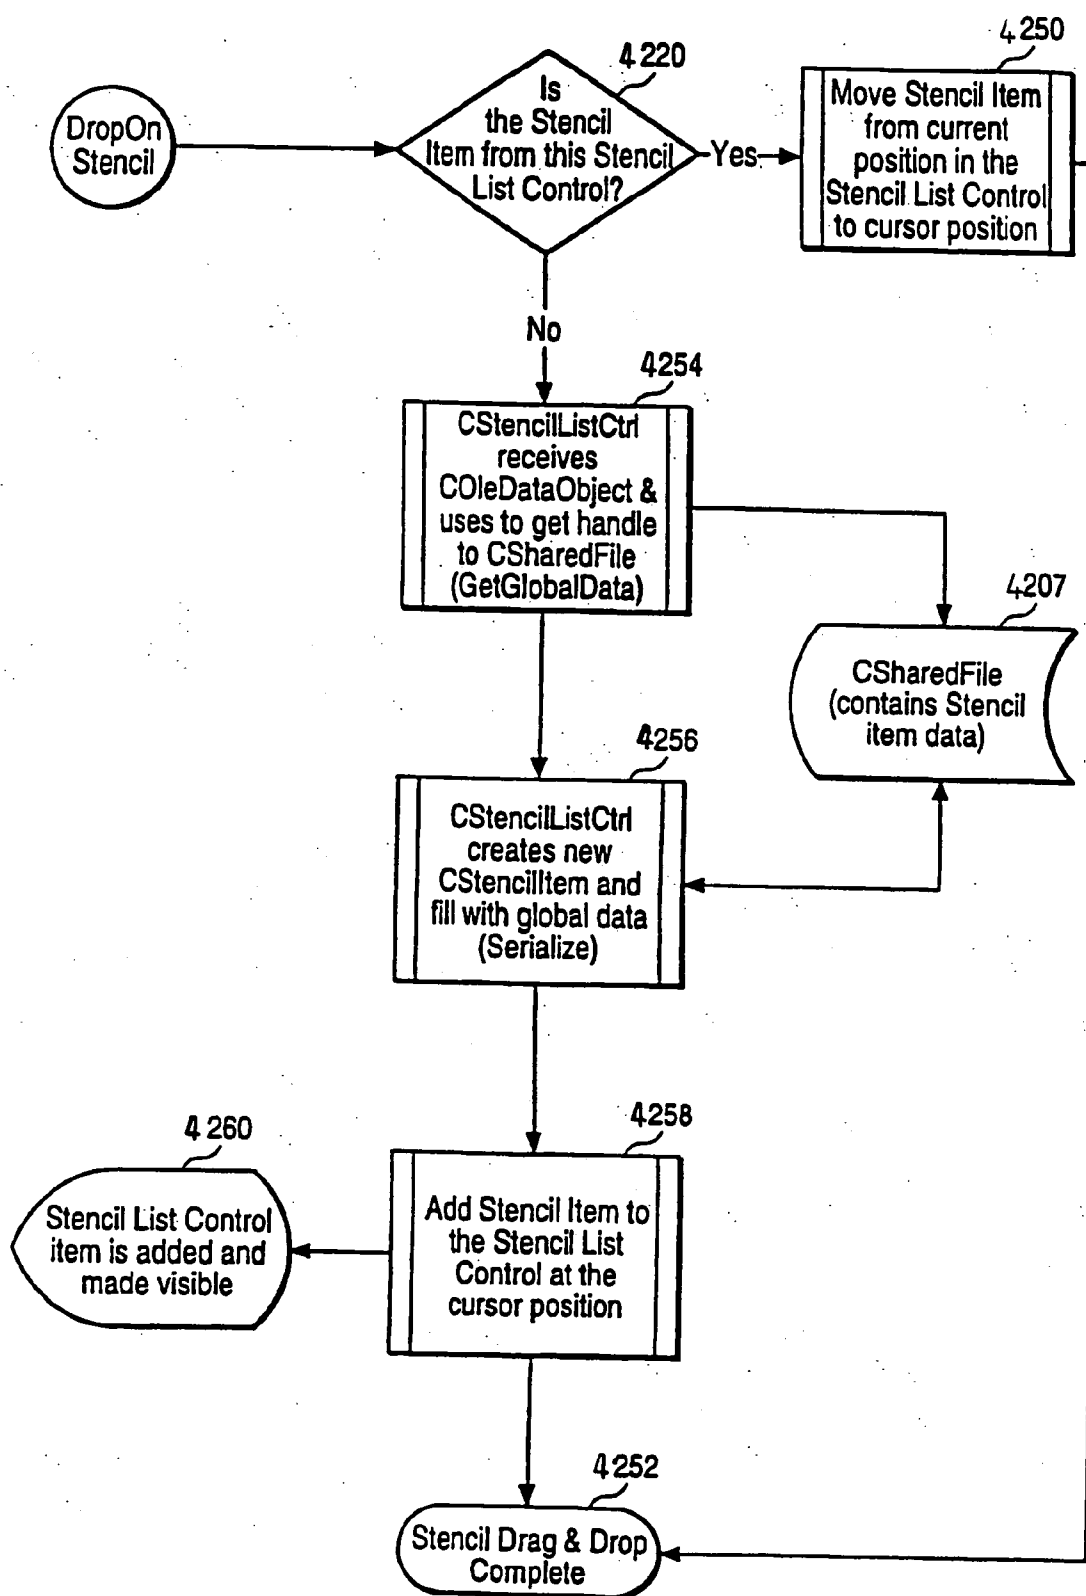 DropOn
Stencil
4220
Is
the Stencil
Item from this Stencil
List Control?
Yes
4250
Move Stencil Item
from current
position in the
Stencil List Control
to cursor position
No
4254
CStencilListCtrl
receives
COleDataObject &
uses to get handle
to CSharedFile
(GetGlobalData)
4207
CSharedFile
(contains Stencil
item data)
4256
CStencilListCtrl
creates new
CStencilItem and
fill with global data
(Serialize)
4258
Add Stencil Item to
the Stencil List
Control at the
cursor position
4260
Stencil List Control
item is added and
made visible
4252
Stencil Drag & Drop
Complete